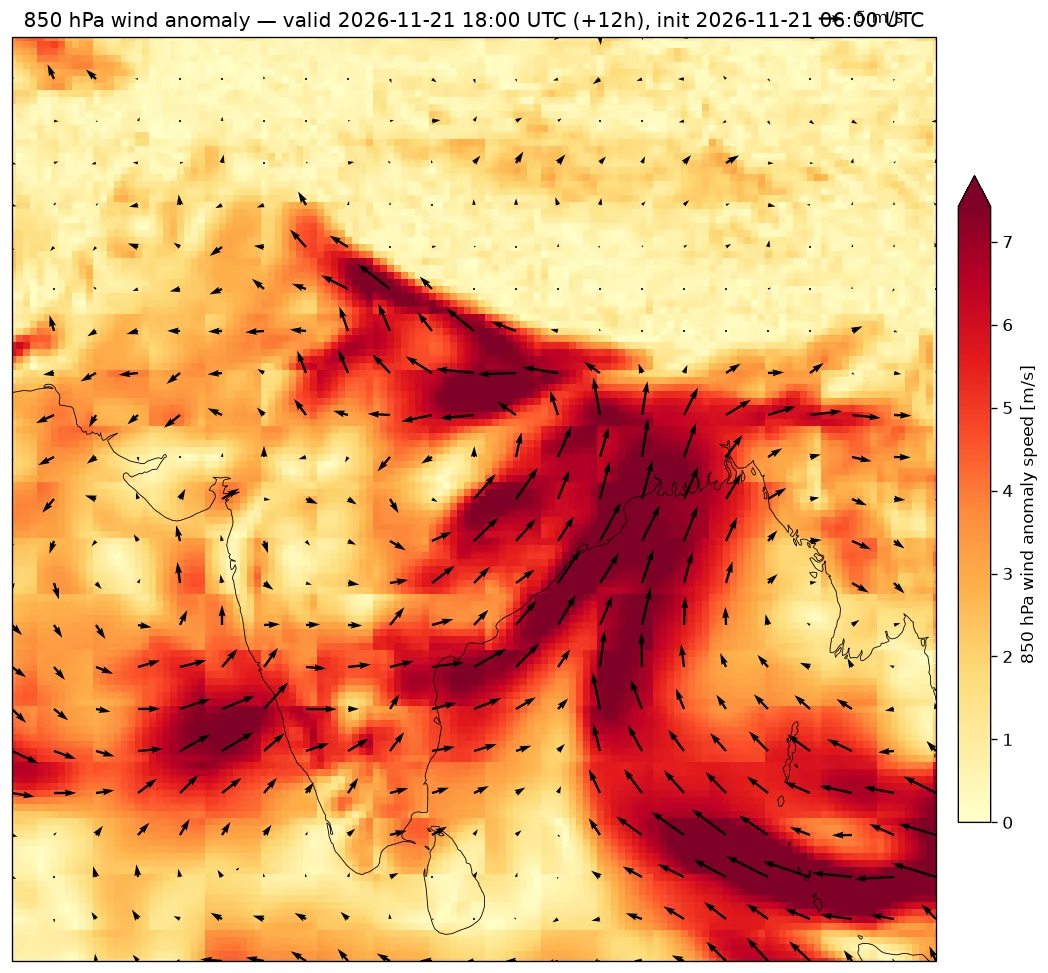 850 hPa wind anomaly — valid 2026-11-21 18:00 UTC (+12h), init 2026-11-21 06:00 UTC
5 m/s
7
6
5
4
3
2
1
0
850 hPa wind anomaly speed [m/s]